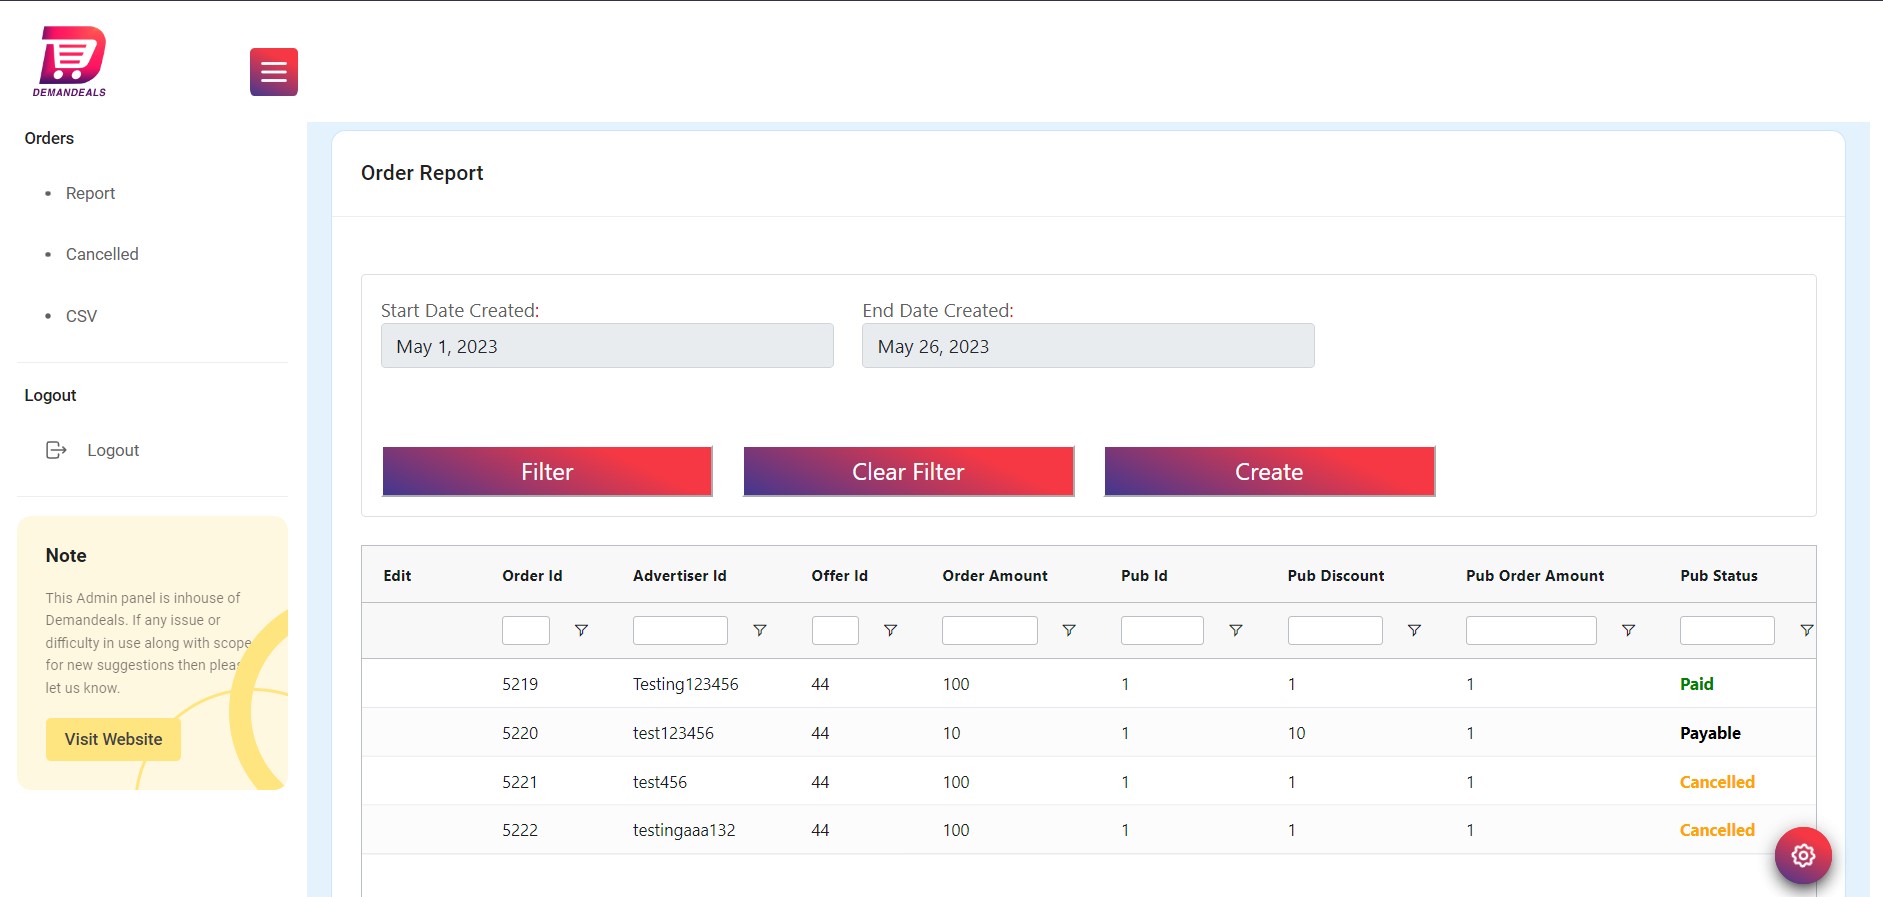 DEMANDEALS
Orders
Report
Cancelled
CSV
Logout
Logout
Note
This Admin panel is inhouse of
Demandeals. If any issue or
difficulty in use along with scope
for new suggestions then
let us know.
Visit Website
Order Report
Start Date Created:
End Date Created:
May 1, 2023
May 26, 2023
Filter
Clear Filter
Create
Edit Order Id Advertiser Id Offer Id Order Amount Pub Id Pub Discount Pub Order Amount Pub Status
5219 Testing123456 44 100 1 1 1 Paid
5220 test123456 44 10 1 10 1 Payable
5221 test456 44 100 1 1 1 Cancelled
5222 testingaaa132 44 100 1 1 1 Cancelled